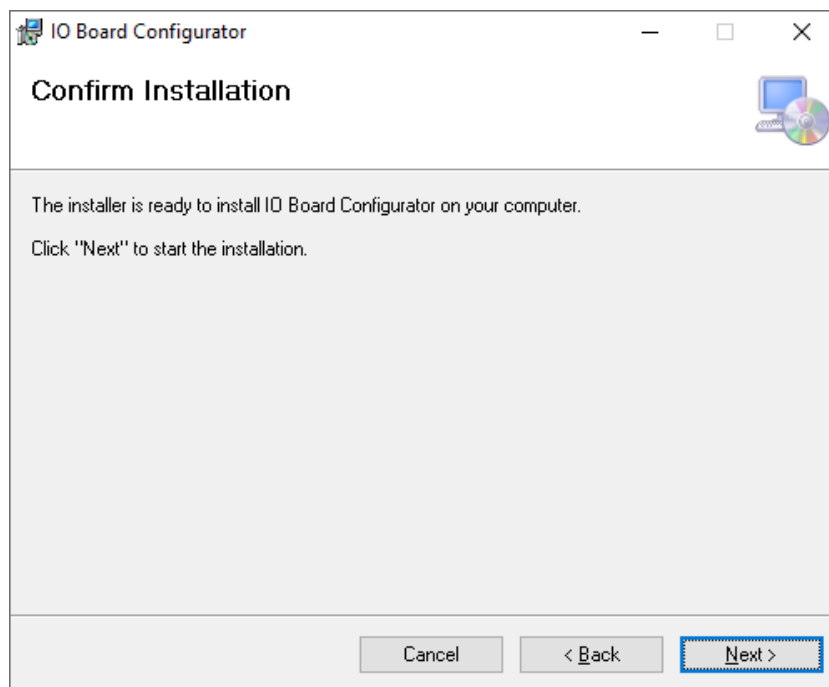 IO Board Configurator
Confirm Installation
The installer is ready to install IO Board Configurator on your computer.
Click "Next" to start the installation.
Cancel
< Back
Next >